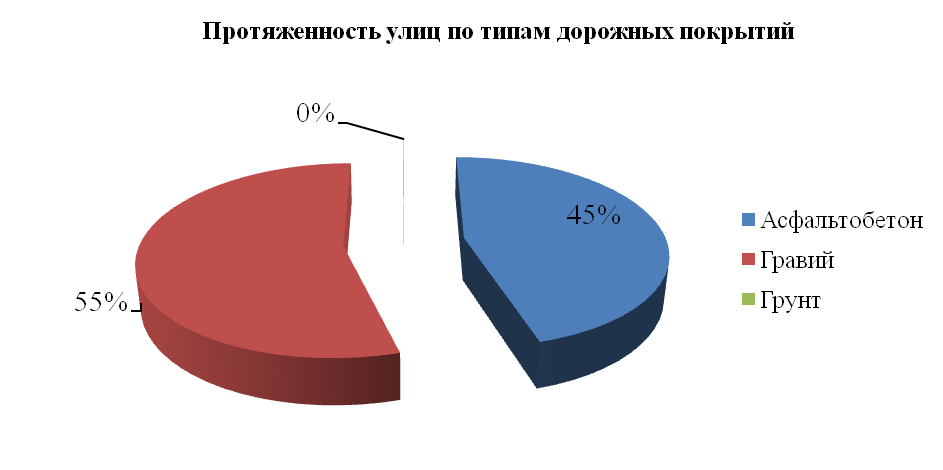 Протяженность улиц по типам дорожных покрытий
0%
45%
55%
Асфальтобетон
Гравий
Грунт